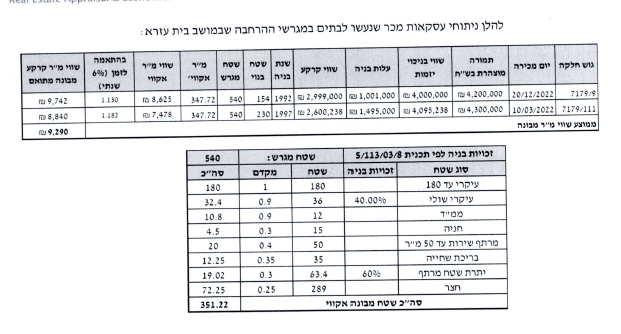 Real Estate Appraisal & Econom
להלן ניתוחי עסקאות מכר שנעשר לבתים במגרשי ההרחבה שבמושב בית עזרא:
גוש חלקה | יום מכירה | תמורה מוצהרת בש"ח | שווי בניכוי יזמות | עלות בניה | שווי קרקע | שנת בניה | שטח בנוי | שטח מגרש | מ"ר אקווי' | שווי מ"ר אקווי | בהתאמה לזמן (6% שנתי) | שווי מ"ר קרקע מבונה מתואם
7179/9 | 20/12/2022 | 4,200,000 ₪ | 4,000,000 ₪ | 1,001,000 ₪ | 2,999,000 ₪ | 1992 | 154 | 540 | 347.72 | 8,625 ₪ | 1.130 | 9,742 ₪
7179/111 | 10/03/2022 | 4,300,000 ₪ | 4,095,238 ₪ | 1,495,000 ₪ | 2,600,238 ₪ | 1997 | 230 | 540 | 347.72 | 7,478 ₪ | 1.182 | 8,840 ₪
ממוצע שווי מ"ר מבונה | 9,290 ₪
זכויות בניה לפי תכנית 5/113/03/8 | שטח מגרש: | 540
סוג שטח | זכויות בניה | שטח | מקדם | סה"כ
עיקרי עד 180 | 180 | 1 | 180
עיקרי שולי | 40.00% | 36 | 0.9 | 32.4
ממ"ד | 12 | 0.9 | 10.8
חניה | 15 | 0.3 | 4.5
מרתף שירות עד 50 מ"ר | 50 | 0.4 | 20
בריכת שחייה | 35 | 0.35 | 12.25
יתרת שטח מרתף | 60% | 63.4 | 0.3 | 19.02
חצר | 289 | 0.25 | 72.25
סה"כ שטח מבונה אקווי | 351.22